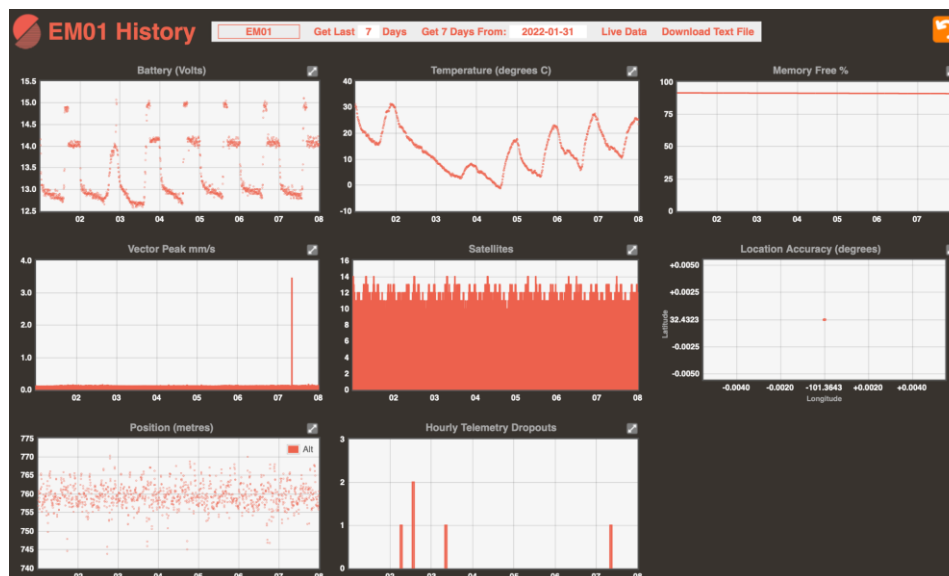 EM01 History
EM01 Get Last 7 Days Get 7 Days From: 2022-01-31 Live Data Download Text File
Battery (Volts)
15.5
15.0
14.5
14.0
13.5
13.0
12.5
02 03 04 05 06 07 08
Temperature (degrees C)
40
30
20
10
0
-10
02 03 04 05 06 07 08
Memory Free %
100
75
50
25
0
02 03 04 05 06 07
Vector Peak mm/s
4.0
3.0
2.0
1.0
0.0
02 03 04 05 06 07 08
Satellites
16
14
12
10
8
6
4
2
0
02 03 04 05 06 07 08
Location Accuracy (degrees)
+0.0050
+0.0025
32.4323
-0.0025
-0.0050
Latitude
-0.0040 -0.0020 -101.3643 +0.0020 +0.0040
Longitude
Position (metres)
Alt
775
770
765
760
755
750
745
740
02 03 04 05 06 07 08
Hourly Telemetry Dropouts
3
2
1
0
02 03 04 05 06 07 08